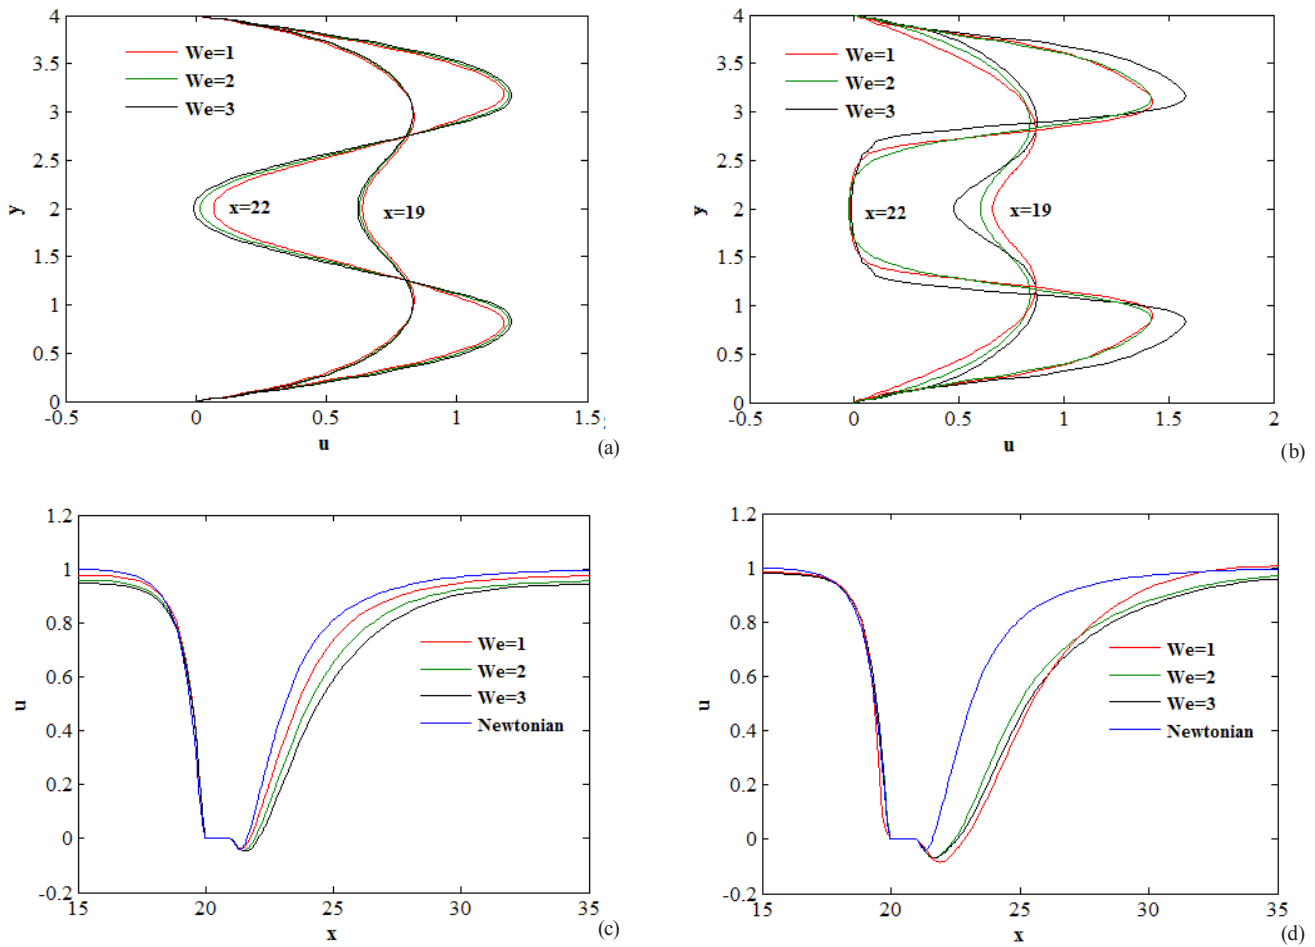 4
3.5
3
2.5
2
1.5
1
0.5
0
y
We=1
We=2
We=3
x=22
x=19
-0.5
0
0.5
1
1.5
u
(a)
4
3.5
3
2.5
2
1.5
1
0.5
0
y
We=1
We=2
We=3
x=22
x=19
-0.5
0
0.5
1
1.5
2
u
(b)
1.2
1
0.8
0.6
0.4
0.2
0
-0.2
u
We=1
We=2
We=3
Newtonian
15
20
25
30
35
x
(c)
1.2
1
0.8
0.6
0.4
0.2
0
-0.2
u
We=1
We=2
We=3
Newtonian
15
20
25
30
35
x
(d)